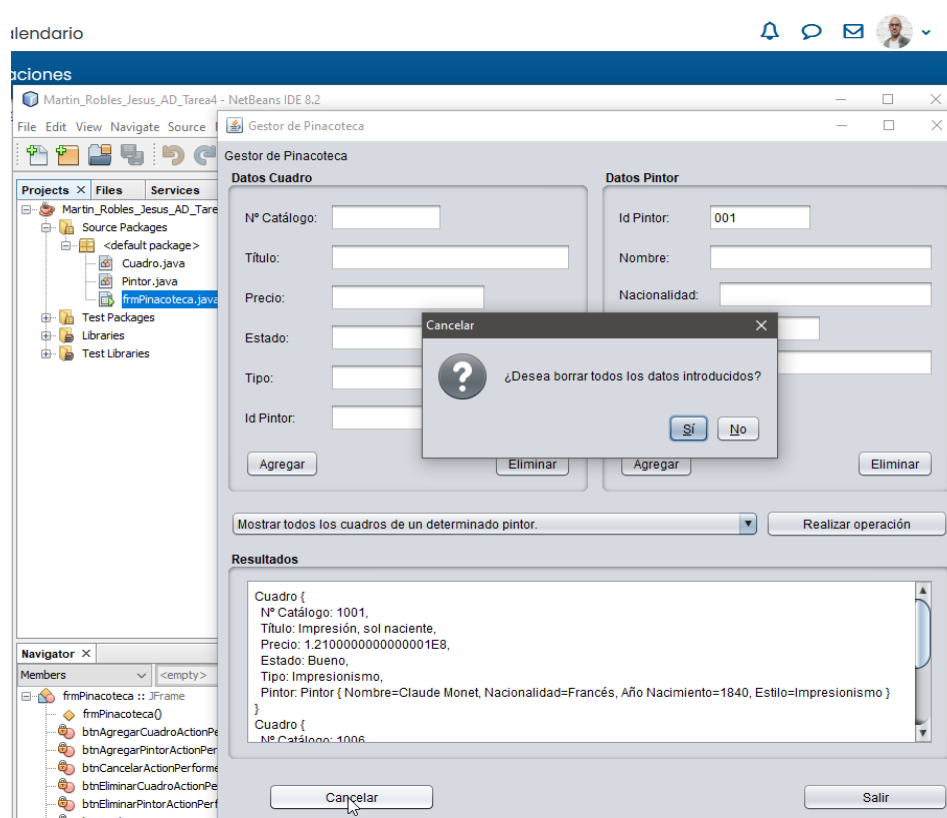 alendario
aciones
Martin_Robles_Jesus_AD_Tarea4 - NetBeans IDE 8.2
File Edit View Navigate Source
Projects Files Services
Martin_Robles_Jesus_AD_Tare
Source Packages
<default package>
Cuadro.java
Pintor.java
frmPinacoteca.java
Test Packages
Libraries
Test Libraries
Navigator
Members <empty>
frmPinacoteca :: JFrame
frmPinacoteca()
btnAgregarCuadroActionPe
btnAgregarPintorActionPer
btnCancelarActionPerforme
btnEliminarCuadroActionPe
btnEliminarPintorActionPerf
Gestor de Pinacoteca
Gestor de Pinacoteca
Datos Cuadro
Nº Catálogo:
Título:
Precio:
Estado:
Tipo:
Id Pintor:
Agregar Eliminar
Datos Pintor
Id Pintor: 001
Nombre:
Nacionalidad:
Agregar Eliminar
Cancelar
¿Desea borrar todos los datos introducidos?
Sí No
Mostrar todos los cuadros de un determinado pintor. Realizar operación
Resultados
Cuadro {
Nº Catálogo: 1001,
Título: Impresión, sol naciente,
Precio: 1.2100000000000001E8,
Estado: Bueno,
Tipo: Impresionismo,
Pintor: Pintor { Nombre=Claude Monet, Nacionalidad=Francés, Año Nacimiento=1840, Estilo=Impresionismo }
}
Cuadro {
Nº Catálogo: 1006
Cancelar Salir